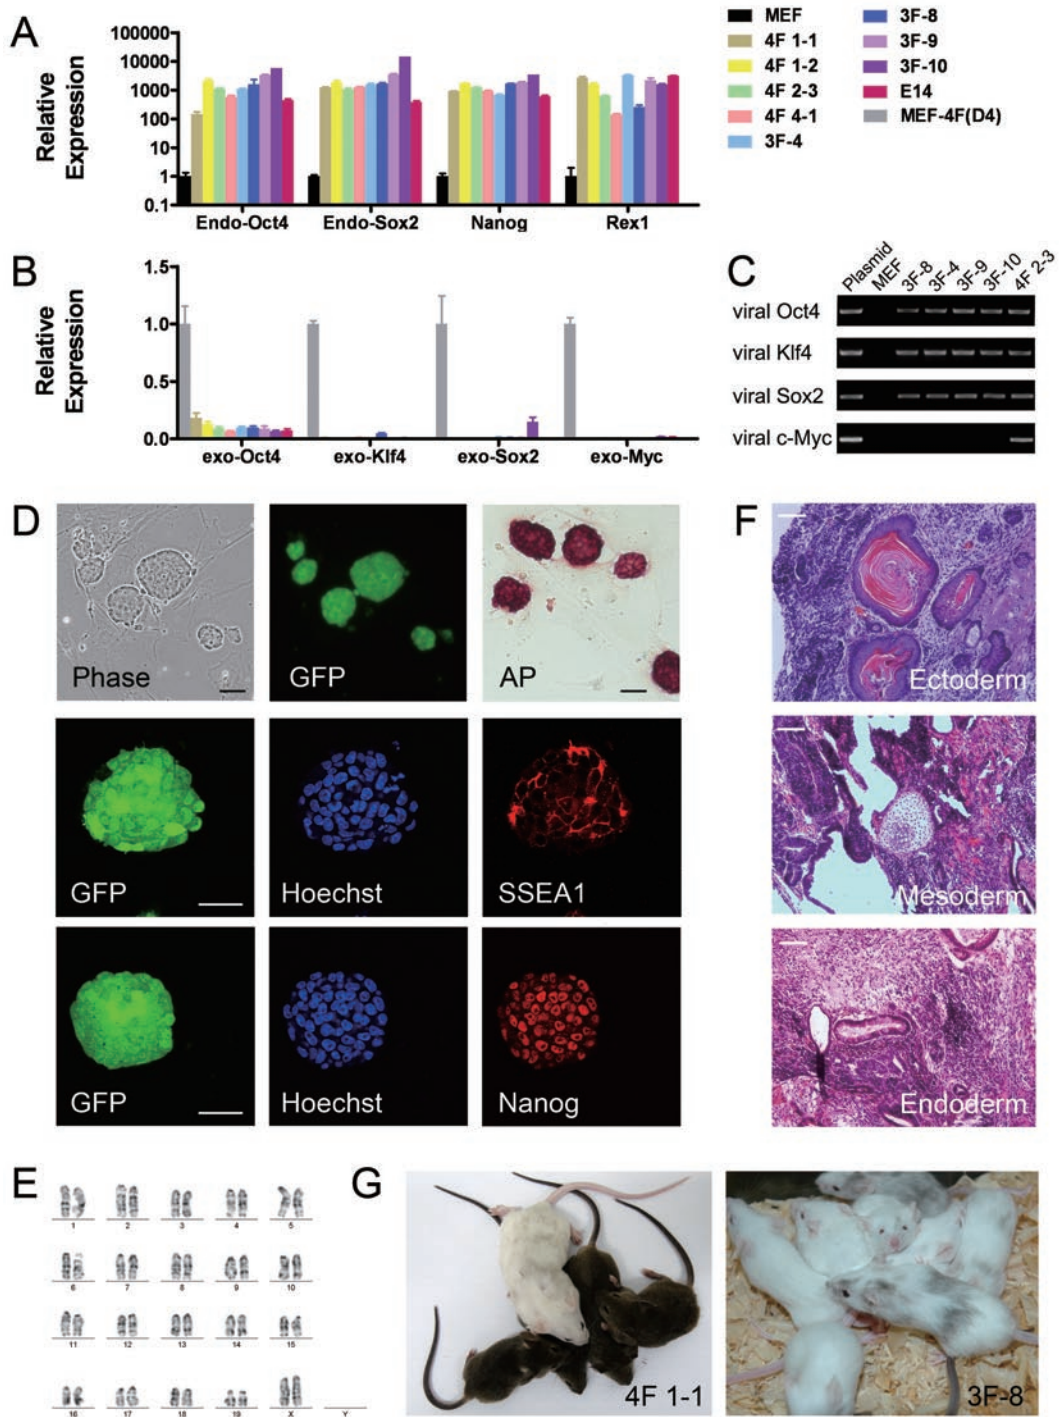 A
Relative Expression
100000
10000
1000
100
10
1
0.1
Endo-Oct4 Endo-Sox2 Nanog Rex1
MEF
4F 1-1
4F 1-2
4F 2-3
4F 4-1
3F-4
3F-8
3F-9
3F-10
E14
MEF-4F(D4)
B
Relative Expression
1.5
1.0
0.5
0.0
exo-Oct4 exo-Klf4 exo-Sox2 exo-Myc
C
Plasmid MEF 3F-8 3F-4 3F-9 3F-10 4F 2-3
viral Oct4
viral Klf4
viral Sox2
viral c-Myc
D
Phase GFP AP
GFP Hoechst SSEA1
GFP Hoechst Nanog
F
Ectoderm
Mesoderm
Endoderm
E
1 2 3 4 5
6 7 8 9 10
11 12 13 14 15
16 17 18 19 X Y
G
4F 1-1
3F-8